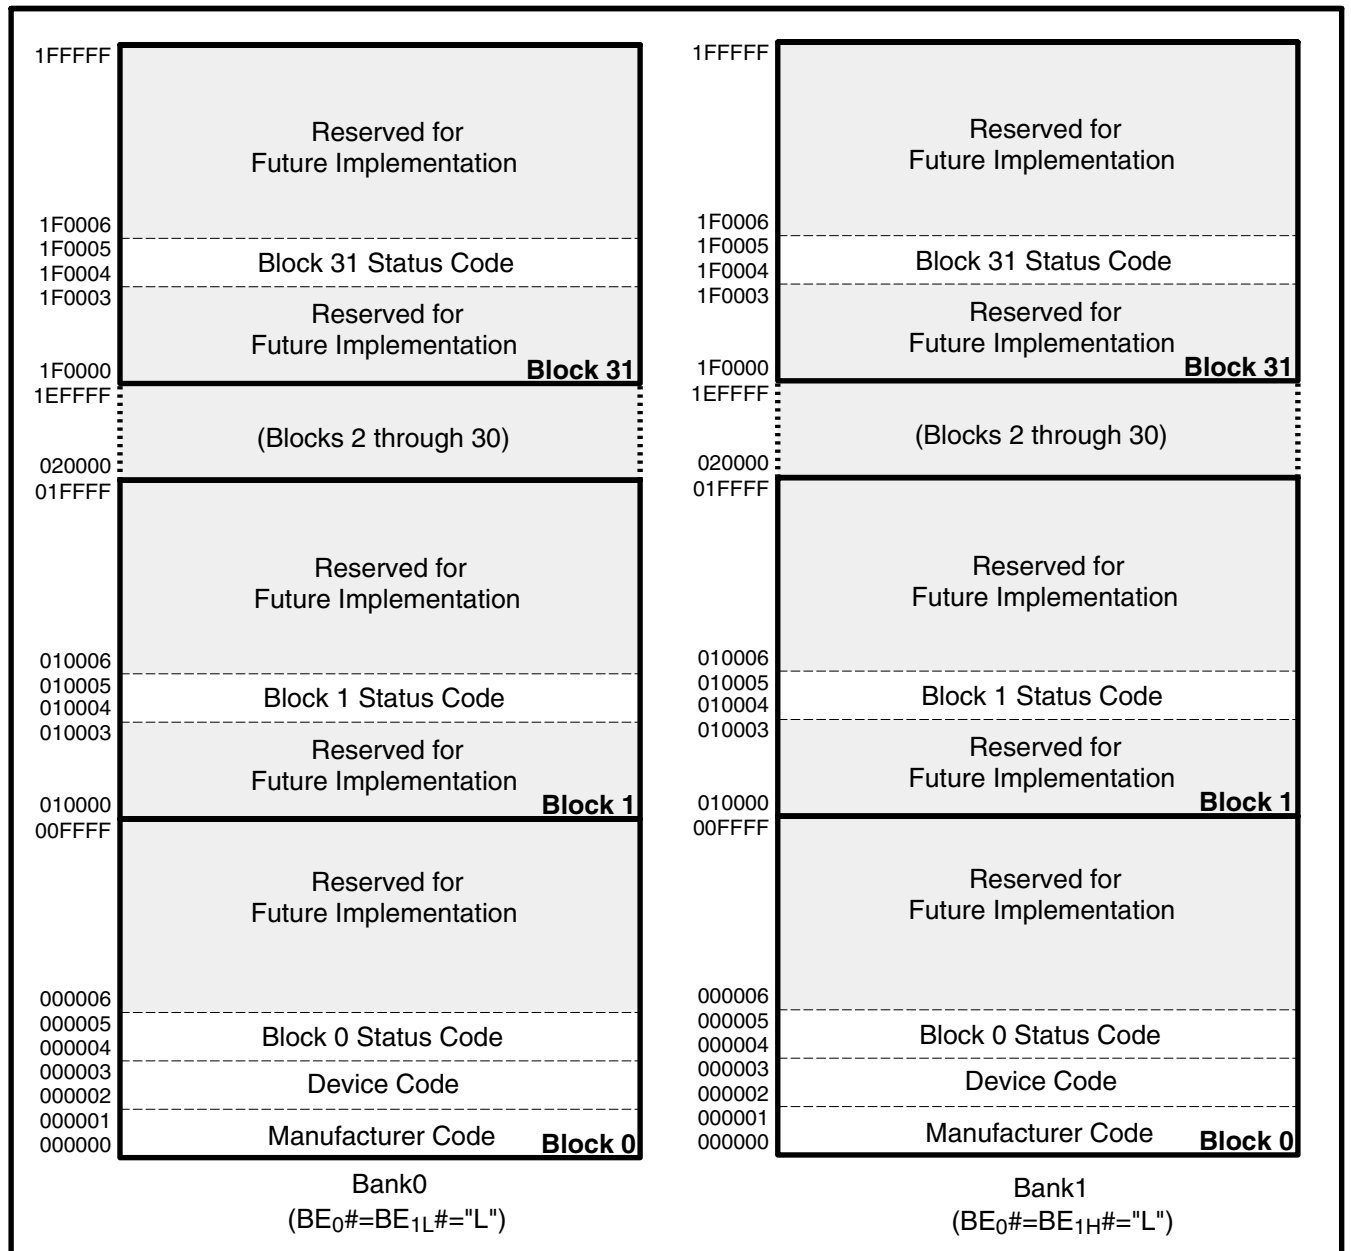 1FFFFF
Reserved for
Future Implementation
1F0006
1F0005
Block 31 Status Code
1F0004
1F0003
Reserved for
Future Implementation
1F0000
Block 31
1EFFFF
(Blocks 2 through 30)
020000
01FFFF
Reserved for
Future Implementation
010006
010005
Block 1 Status Code
010004
010003
Reserved for
Future Implementation
010000
Block 1
00FFFF
Reserved for
Future Implementation
000006
000005
Block 0 Status Code
000004
000003
Device Code
000002
000001
Manufacturer Code
Block 0
000000
Bank0
(BE0#=BE1L#="L")
1FFFFF
Reserved for
Future Implementation
1F0006
1F0005
Block 31 Status Code
1F0004
1F0003
Reserved for
Future Implementation
1F0000
Block 31
1EFFFF
(Blocks 2 through 30)
020000
01FFFF
Reserved for
Future Implementation
010006
010005
Block 1 Status Code
010004
010003
Reserved for
Future Implementation
010000
Block 1
00FFFF
Reserved for
Future Implementation
000006
000005
Block 0 Status Code
000004
000003
Device Code
000002
000001
Manufacturer Code
Block 0
000000
Bank1
(BE0#=BE1H#="L")